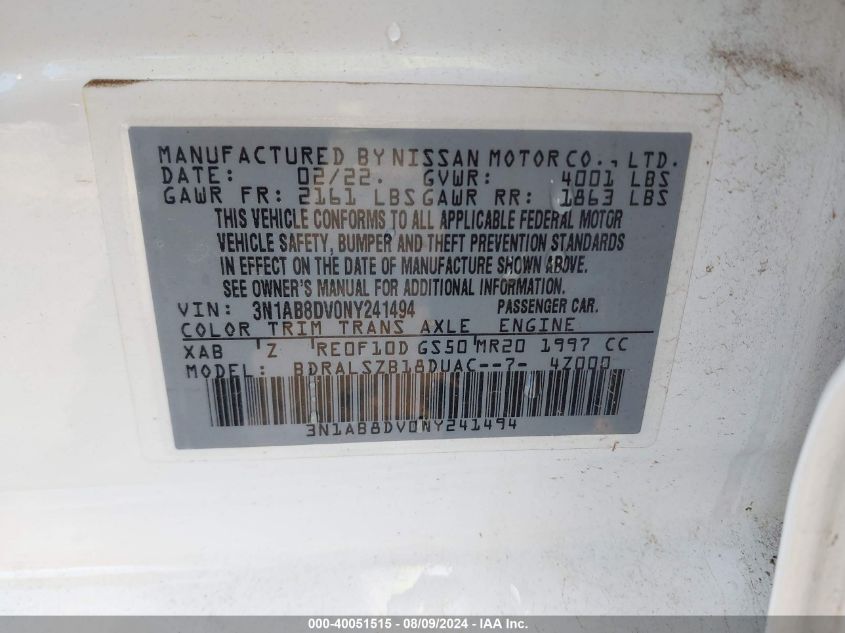 MANUFACTURED BY NISSAN MOTOR CO., LTD.
DATE: 02/22. GVWR: 4001 LBS
GAWR FR: 2161 LBS GAWR RR: 1863 LBS
THIS VEHICLE CONFORMS TO ALL APPLICABLE FEDERAL MOTOR
VEHICLE SAFETY, BUMPER AND THEFT PREVENTION STANDARDS
IN EFFECT ON THE DATE OF MANUFACTURE SHOWN ABOVE.
SEE OWNER'S MANUAL FOR ADDITIONAL INFORMATION.
VIN: 3N1AB8DV0NY241494 PASSENGER CAR.
COLOR TRIM TRANS AXLE ENGINE
XAB Z RE0F10D GS50 MR20 1997 CC
MODEL: BDRALSZB18DUAC--7- 4Z000
3N1AB8DV0NY241494
000-40051515 - 08/09/2024 - IAA Inc.